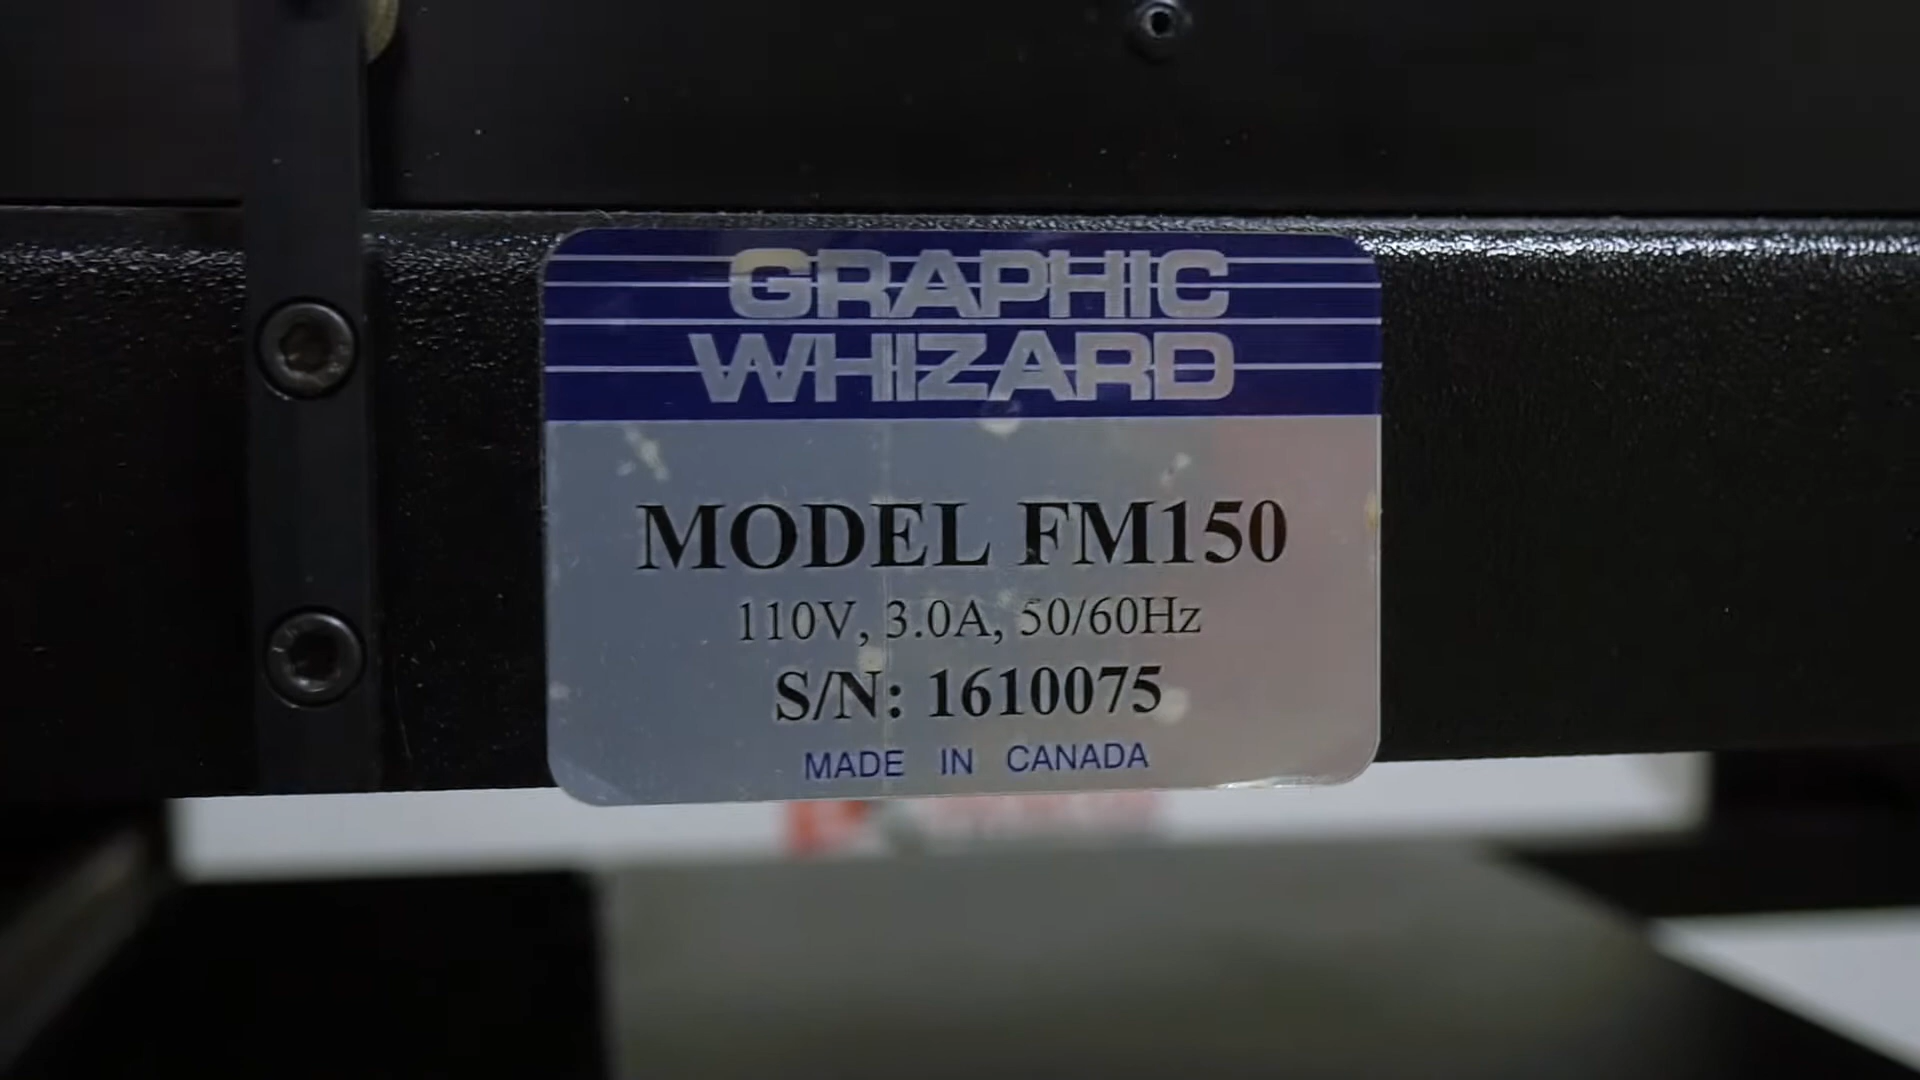 GRAPHIC
WHIZARD
MODEL FM150
110V, 3.0A, 50/60Hz
S/N: 1610075
MADE IN CANADA